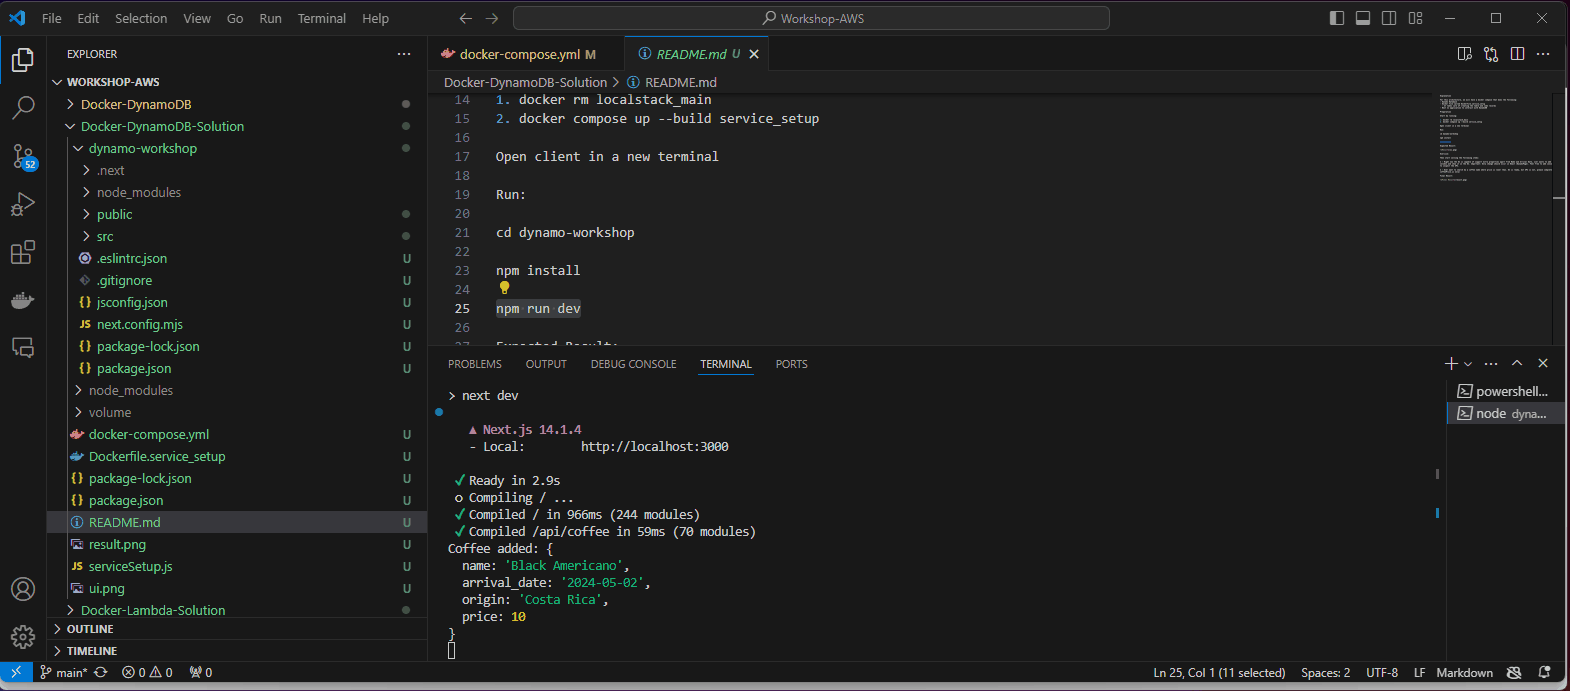 File Edit Selection View Go Run Terminal Help
Workshop-AWS
EXPLORER
WORKSHOP-AWS
Docker-DynamoDB
Docker-DynamoDB-Solution
dynamo-workshop
.next
node_modules
public
src
.eslintrc.json U
.gitignore U
jsconfig.json U
next.config.mjs U
package-lock.json U
package.json U
node_modules
volume
docker-compose.yml U
Dockerfile.service_setup U
package-lock.json U
package.json U
README.md U
result.png U
serviceSetup.js U
ui.png U
Docker-Lambda-Solution
OUTLINE
TIMELINE
52
docker-compose.yml M README.md U
Docker-DynamoDB-Solution > README.md
14 1. docker rm localstack_main
15 2. docker compose up --build service_setup
16
17 Open client in a new terminal
18
19 Run:
20
21 cd dynamo-workshop
22
23 npm install
24
25 npm run dev
26
27 Expected Result:
PROBLEMS OUTPUT DEBUG CONSOLE TERMINAL PORTS
> next dev
▲ Next.js 14.1.4
- Local: http://localhost:3000
✓ Ready in 2.9s
○ Compiling / ...
✓ Compiled / in 966ms (244 modules)
✓ Compiled /api/coffee in 59ms (70 modules)
Coffee added: {
name: 'Black Americano',
arrival_date: '2024-05-02',
origin: 'Costa Rica',
price: 10
}
powershell...
node dyna...
main* 0 0 0
Ln 25, Col 1 (11 selected) Spaces: 2 UTF-8 LF Markdown